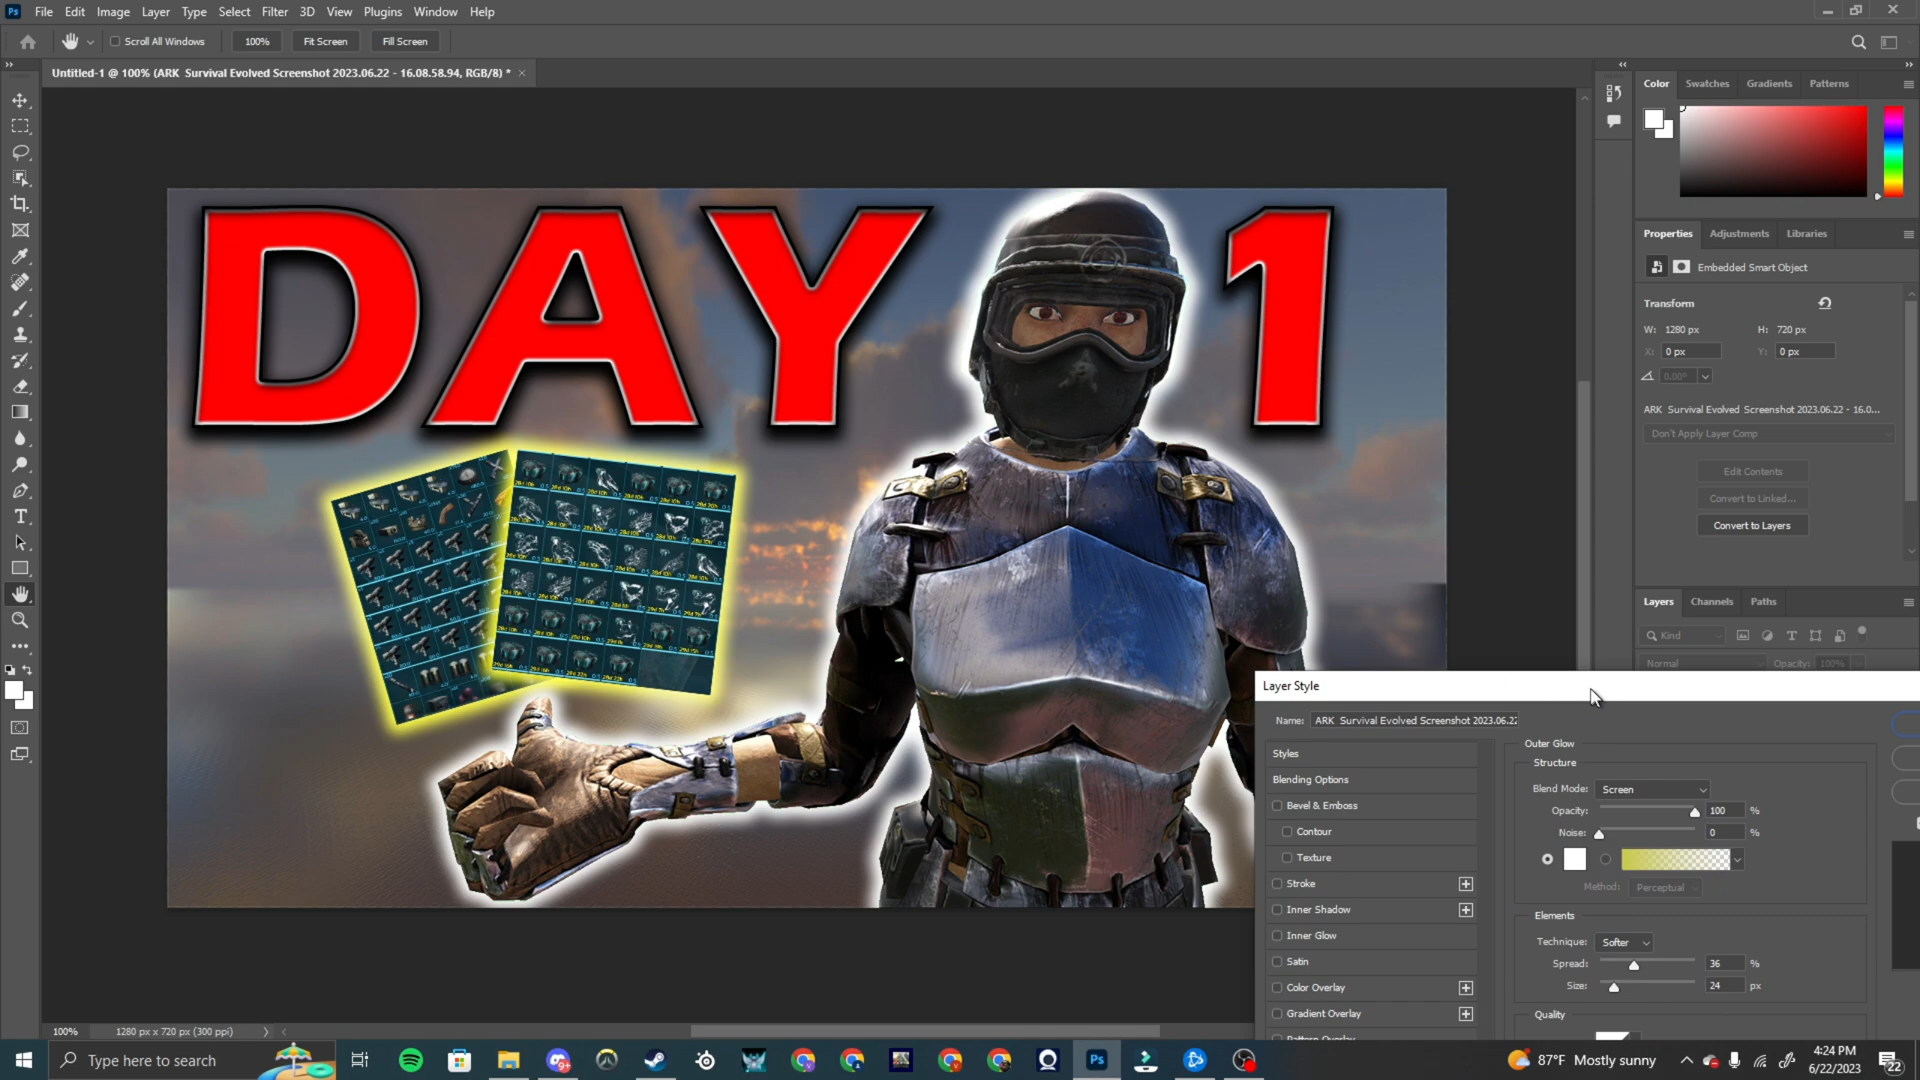 Ps File Edit Image Layer Type Select Filter 3D View Plugins Window Help
Scroll All Windows 100% Fit Screen Fill Screen
Untitled-1 @ 100% (ARK Survival Evolved Screenshot 2023.06.22 - 16.08.58.94, RGB/8) *
Color Swatches Gradients Patterns
DAY 1
Properties Adjustments Libraries
Embedded Smart Object
Transform
W: 1280 px H: 720 px
X: 0 px Y: 0 px
0.00°
ARK Survival Evolved Screenshot 2023.06.22 - 16.0...
Don't Apply Layer Comp
Edit Contents
Convert to Linked...
Convert to Layers
Layers Channels Paths
Kind
Normal Opacity: 100%
Layer Style
Name: ARK Survival Evolved Screenshot 2023.06.22
Styles
Blending Options
Bevel & Emboss
Contour
Texture
Stroke
Inner Shadow
Inner Glow
Satin
Color Overlay
Gradient Overlay
Pattern Overlay
Outer Glow
Structure
Blend Mode: Screen
Opacity: 100 %
Noise: 0 %
Method: Perceptual
Elements
Technique: Softer
Spread: 36 %
Size: 24 px
Quality
100% 1280 px x 720 px (300 ppi)
Type here to search
9+
Ps
87°F Mostly sunny
4:24 PM
6/22/2023
22